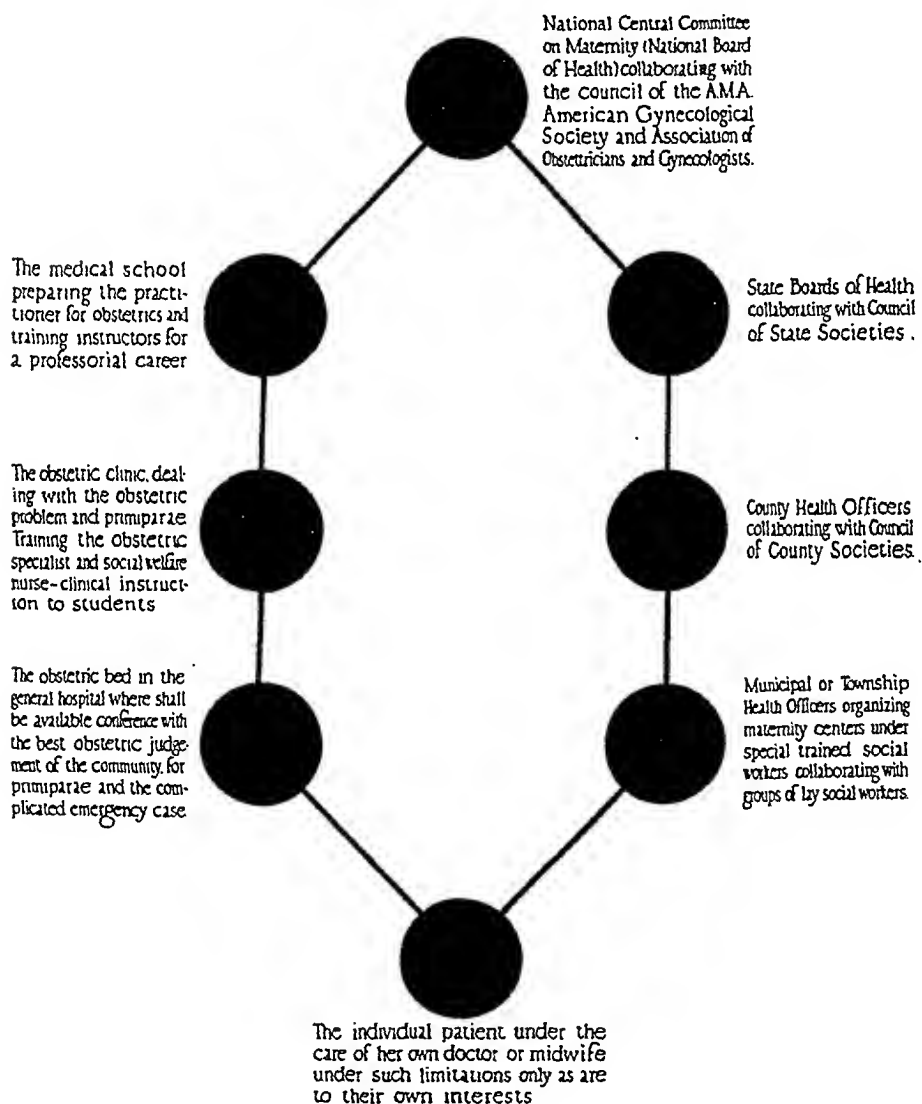 National Central Committee
on Maternity (National Board
of Health) collaborating with
the council of the A.M.A.
American Gynecological
Society and Association of
Obstettricians and Gynecologists.
The medical school
preparing the practi-
tioner for obstetrics and
training instructors for
a professorial career
State Boards of Health
collaborating with Council
of State Societies.
The obstetric clinic, deal-
ing with the obstetric
problem and primiparae
Training the obstetric
specialist and social welfare
nurse-clinical instruct-
ion to students
County Health Officers
collaborating with Council
of County Societies.
The obstetric bed in the
general hospital where shall
be available conference with
the best obstetric judge-
ment of the community, for
primiparae and the com-
plicated emergency case
Municipal or Township
Health Officers organizing
maternity centers under
special trained social
workers collaborating with
groups of lay social workers.
The individual patient under the
care of her own doctor or midwife
under such limitations only as are
to their own interests